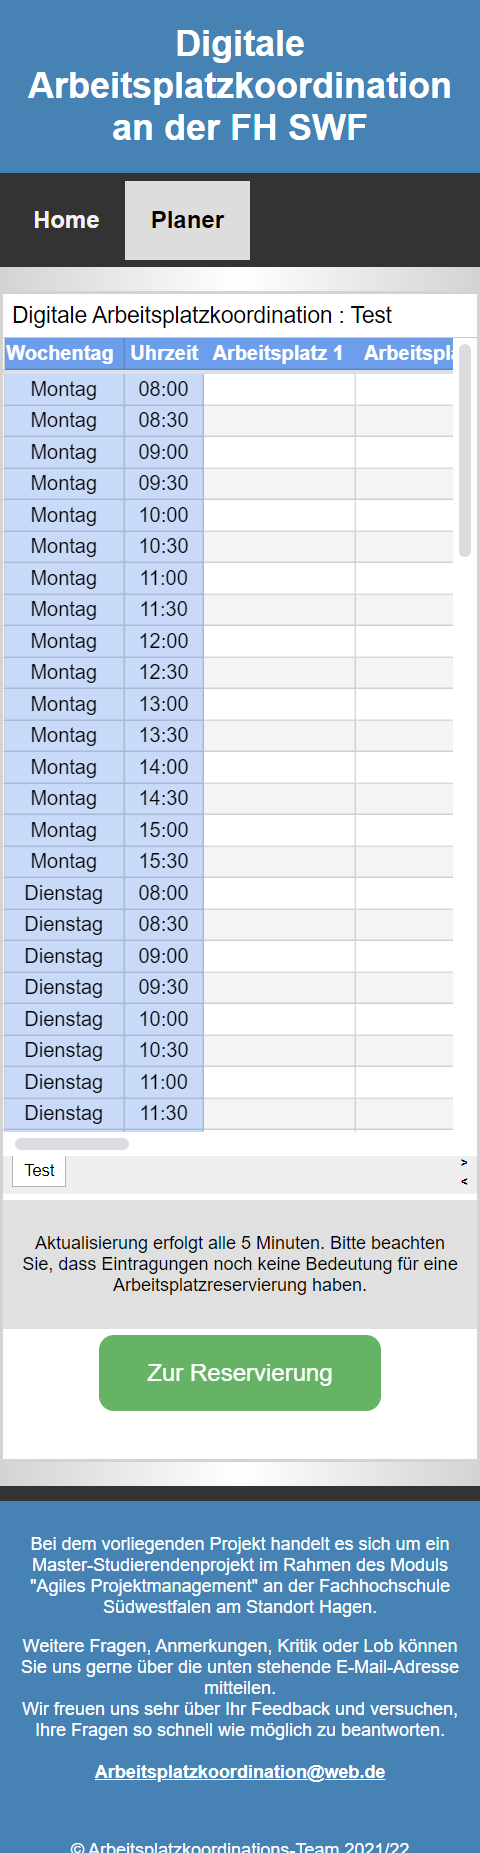 Digitale
Arbeitsplatzkoordination
an der FH SWF
Home Planer
Digitale Arbeitsplatzkoordination : Test
Wochentag Uhrzeit Arbeitsplatz 1
Montag 08:00
Montag 08:30
Montag 09:00
Montag 09:30
Montag 10:00
Montag 10:30
Montag 11:00
Montag 11:30
Montag 12:00
Montag 12:30
Montag 13:00
Montag 13:30
Montag 14:00
Montag 14:30
Montag 15:00
Montag 15:30
Dienstag 08:00
Dienstag 08:30
Dienstag 09:00
Dienstag 09:30
Dienstag 10:00
Dienstag 10:30
Dienstag 11:00
Dienstag 11:30
Test
Aktualisierung erfolgt alle 5 Minuten. Bitte beachten
Sie, dass Eintragungen noch keine Bedeutung für eine
Arbeitsplatzreservierung haben.
Zur Reservierung
Bei dem vorliegenden Projekt handelt es sich um ein
Master-Studierendenprojekt im Rahmen des Moduls
"Agiles Projektmanagement" an der Fachhochschule
Südwestfalen am Standort Hagen.
Weitere Fragen, Anmerkungen, Kritik oder Lob können
Sie uns gerne über die unten stehende E-Mail-Adresse
mitteilen.
Wir freuen uns sehr über Ihr Feedback und versuchen,
Ihre Fragen so schnell wie möglich zu beantworten.
Arbeitsplatzkoordination@web.de
© Arbeitsplatzkoordinations-Team 2021/22